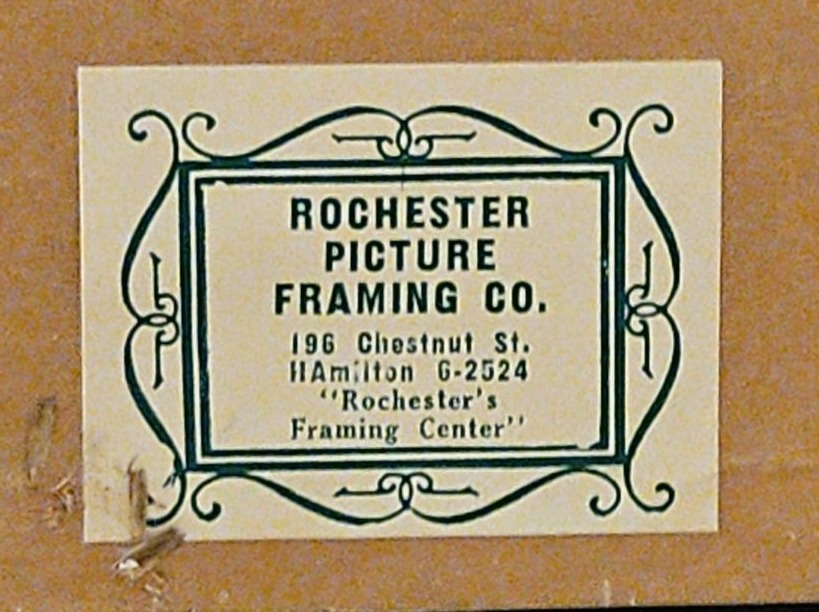 ROCHESTER
PICTURE
FRAMING CO.
196 Chestnut St.
HAmilton 6-2524
"Rochester's
Framing Center"